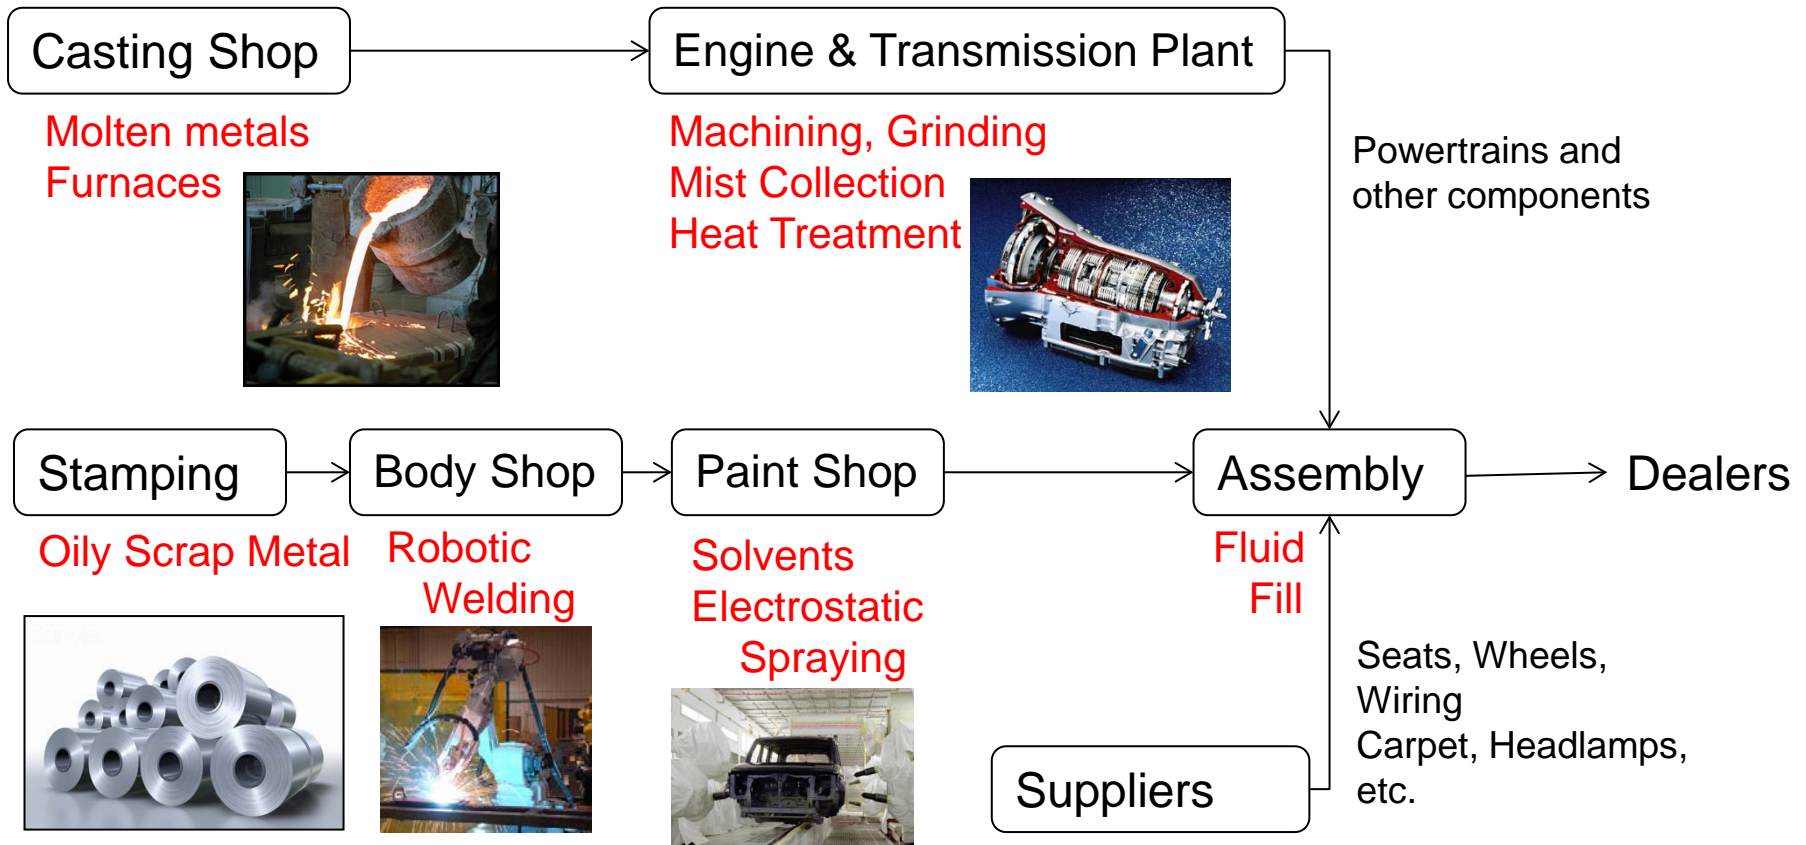 Casting Shop
Engine & Transmission Plant
Molten metals
Furnaces
Machining, Grinding
Mist Collection
Heat Treatment
Powertrains and
other components
Stamping
Body Shop
Paint Shop
Assembly
Dealers
Oily Scrap Metal
Robotic
Welding
Solvents
Electrostatic
Spraying
Fluid
Fill
Suppliers
Seats, Wheels,
Wiring
Carpet, Headlamps,
etc.